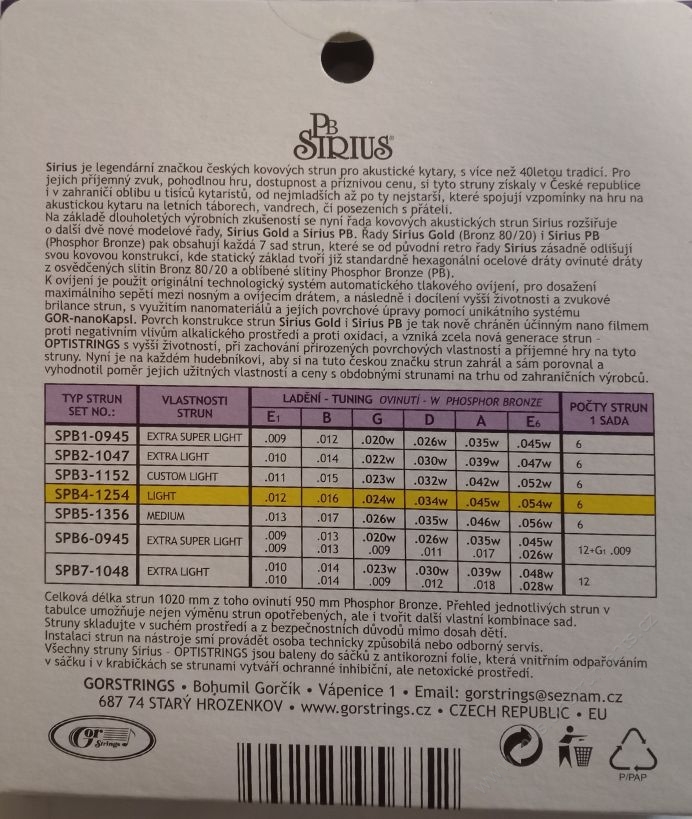 PB
SIRIUS®
Sirius je legendární značkou českých kovových strun pro akustické kytary, s více než 40letou tradicí. Pro
jejich příjemný zvuk, pohodlnou hru, dostupnost a příznivou cenu, si tyto struny získaly v České republice
i v zahraničí oblibu u tisíců kytaristů, od nejmladších až po ty nejstarší, které spojují vzpomínky na hru na
akustickou kytaru na letních táborech, vandrech, či posezeních s přáteli.
Na základě dlouholetých výrobních zkušeností se nyní řada kovových akustických strun Sirius rozšiřuje
o další dvě nové modelové řady, Sirius Gold a Sirius PB. Řady Sirius Gold (Bronz 80/20) i Sirius PB
(Phosphor Bronze) pak obsahují každá 7 sad strun, které se od původní retro řady Sirius zásadně odlišují
svou kovovou konstrukcí, kde statický základ tvoří již standardně hexagonální ocelové dráty ovinuté dráty
z osvědčených slitin Bronz 80/20 a oblíbené slitiny Phosphor Bronze (PB).
K ovíjení je použit originální technologický systém automatického tlakového ovíjení, pro dosažení
maximálního sepětí mezi nosným a ovíjecím drátem, a následně i docílení vyšší životnosti a zvukové
brilance strun, s využitím nanomateriálů a jejich povrchové úpravy pomocí unikátního systému
GOR-nanoKapsl. Povrch konstrukce strun Sirius Gold i Sirius PB je tak nově chráněn účinným nano filmem
proti negativním vlivům alkalického prostředí a proti oxidaci, a vzniká zcela nová generace strun -
OPTISTRINGS s vyšší životností, při zachování přirozených povrchových vlastností a příjemné hry na tyto
struny. Nyní je na každém hudebníkovi, aby si na tuto českou značku strun zahrál a sám porovnal a
vyhodnotil poměr jejich užitných vlastností a ceny s obdobnými strunami na trhu od zahraničních výrobců.
TYP STRUN SET NO.: VLASTNOSTI STRUN LADĚNÍ - TUNING OVINUTÍ - W PHOSPHOR BRONZE POČTY STRUN 1 SADA
E1 B G D A E6
SPB1-0945 EXTRA SUPER LIGHT .009 .012 .020w .026w .035w .045w 6
SPB2-1047 EXTRA LIGHT .010 .014 .022w .030w .039w .047w 6
SPB3-1152 CUSTOM LIGHT .011 .015 .023w .032w .042w .052w 6
SPB4-1254 LIGHT .012 .016 .024w .034w .045w .054w 6
SPB5-1356 MEDIUM .013 .017 .026w .035w .046w .056w 6
SPB6-0945 EXTRA SUPER LIGHT .009 .013 .020w .026w .035w .045w 12+G1 .009
.009 .013 .009 .011 .017 .026w
SPB7-1048 EXTRA LIGHT .010 .014 .023w .030w .039w .048w 12
.010 .014 .009 .012 .018 .028w
Celková délka strun 1020 mm z toho ovinutí 950 mm Phosphor Bronze. Přehled jednotlivých strun v
tabulce umožňuje nejen výměnu strun opotřebených, ale i tvořit další vlastní kombinace sad.
Struny skladujte v suchém prostředí a z bezpečnostních důvodů mimo dosah dětí.
Instalaci strun na nástroje smí provádět osoba technicky způsobilá nebo odborný servis.
Všechny struny Sirius - OPTISTRINGS jsou baleny do sáčků z antikorozní folie, která vnitřním odpařováním
v sáčku i v krabičkách se strunami vytváří ochranné inhibiční, ale netoxické prostředí.
GORSTRINGS • Bohumil Gorčík • Vápenice 1 • Email: gorstrings@seznam.cz
687 74 STARÝ HROZENKOV • www.gorstrings.cz • CZECH REPUBLIC • EU
Gor
Strings
P/PAP